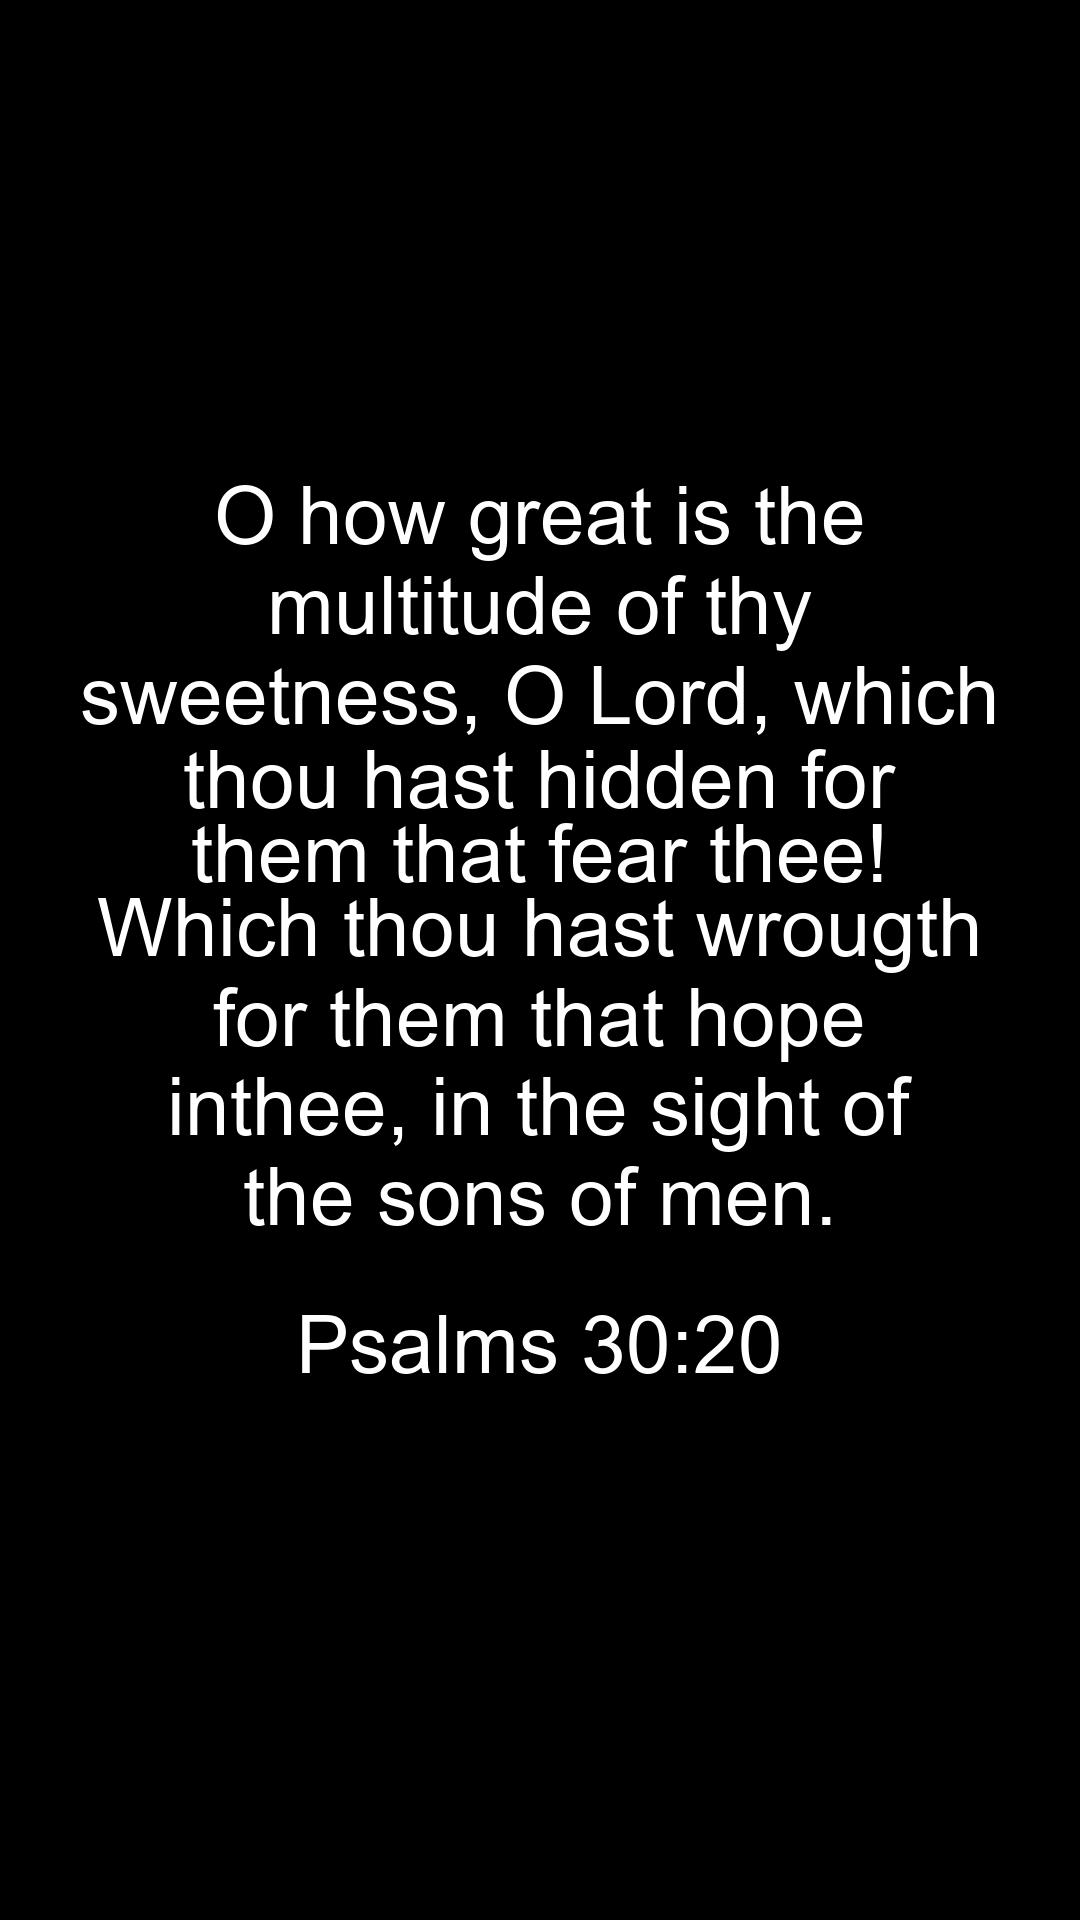 O how great is the
multitude of thy
sweetness, O Lord, which
thou hast hidden for
them that fear thee!
Which thou hast wrougth
for them that hope
inthee, in the sight of
the sons of men.
Psalms 30:20